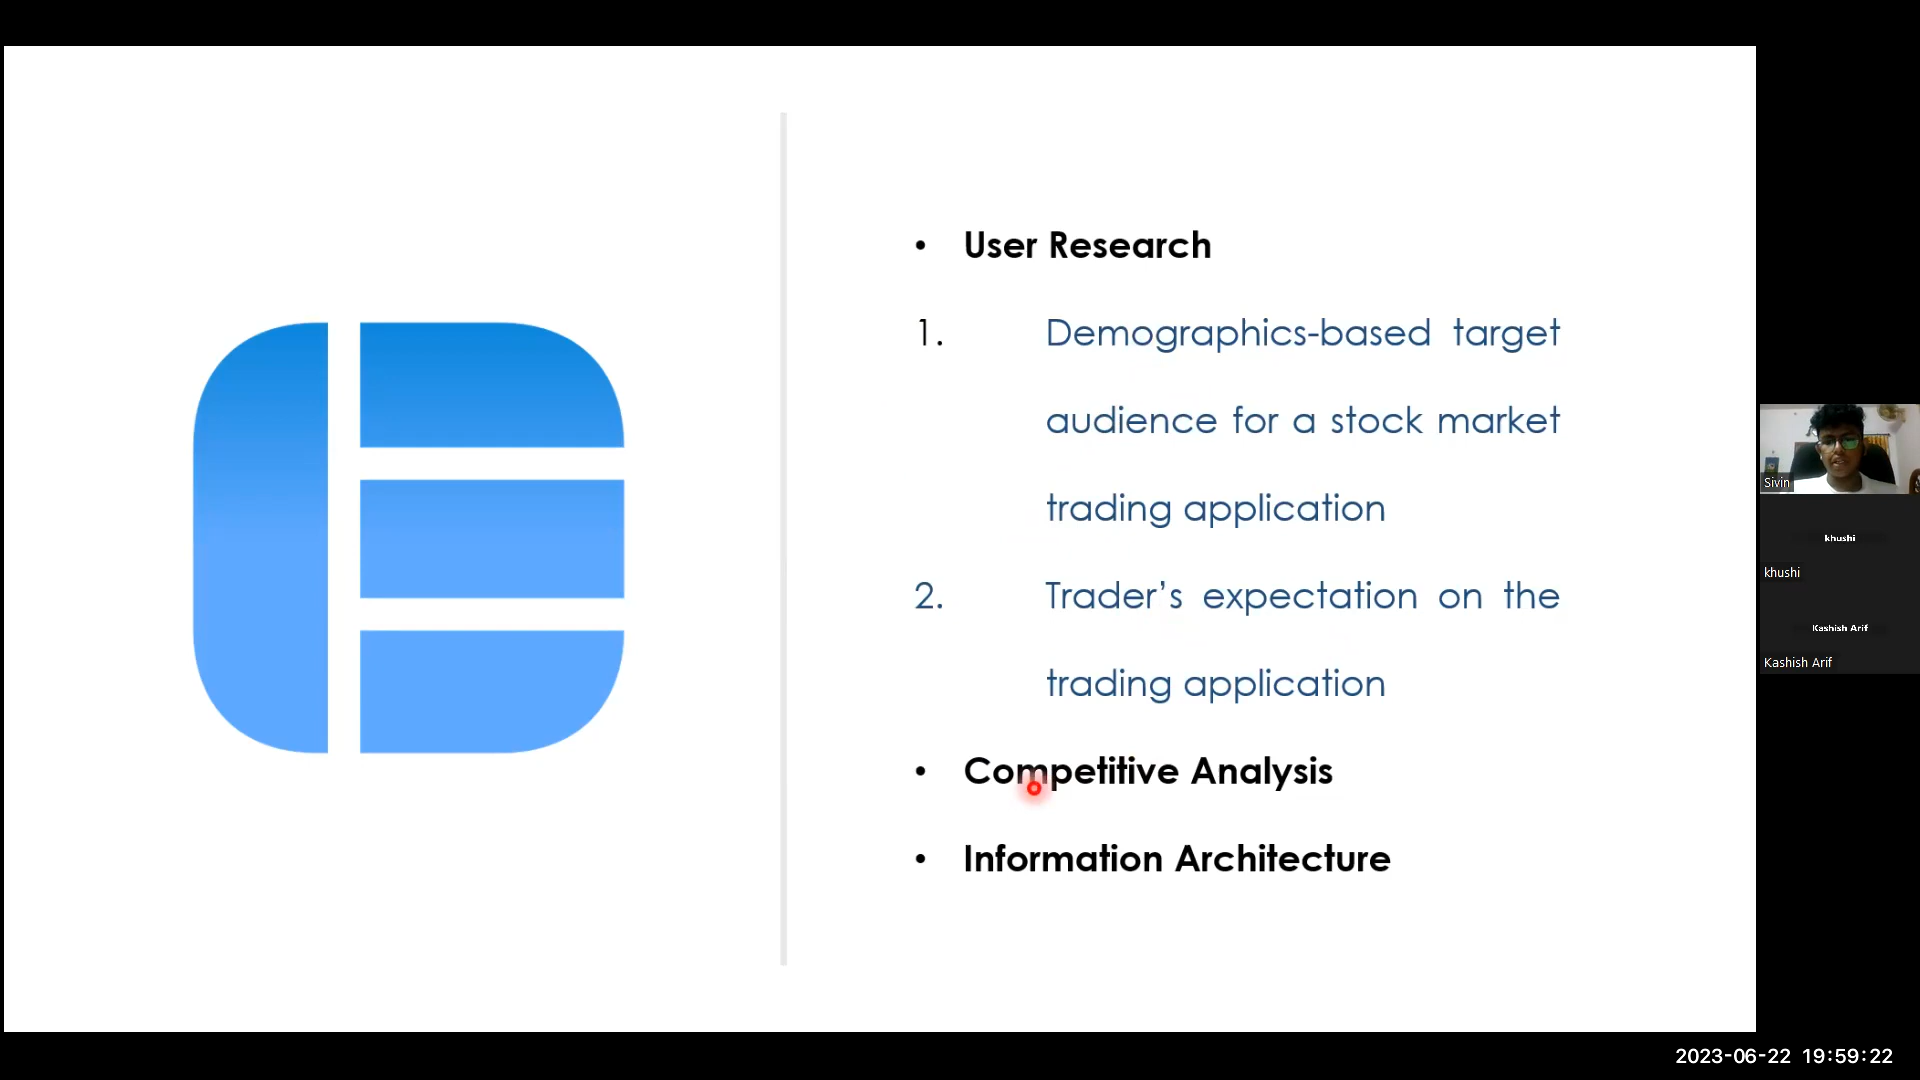 • User Research
1. Demographics-based target
audience for a stock market
trading application
2. Trader’s expectation on the
trading application
• Competitive Analysis
• Information Architecture
Sivin
khushi
khushi
Kashish Arif
Kashish Arif
2023-06-22 19:59:22